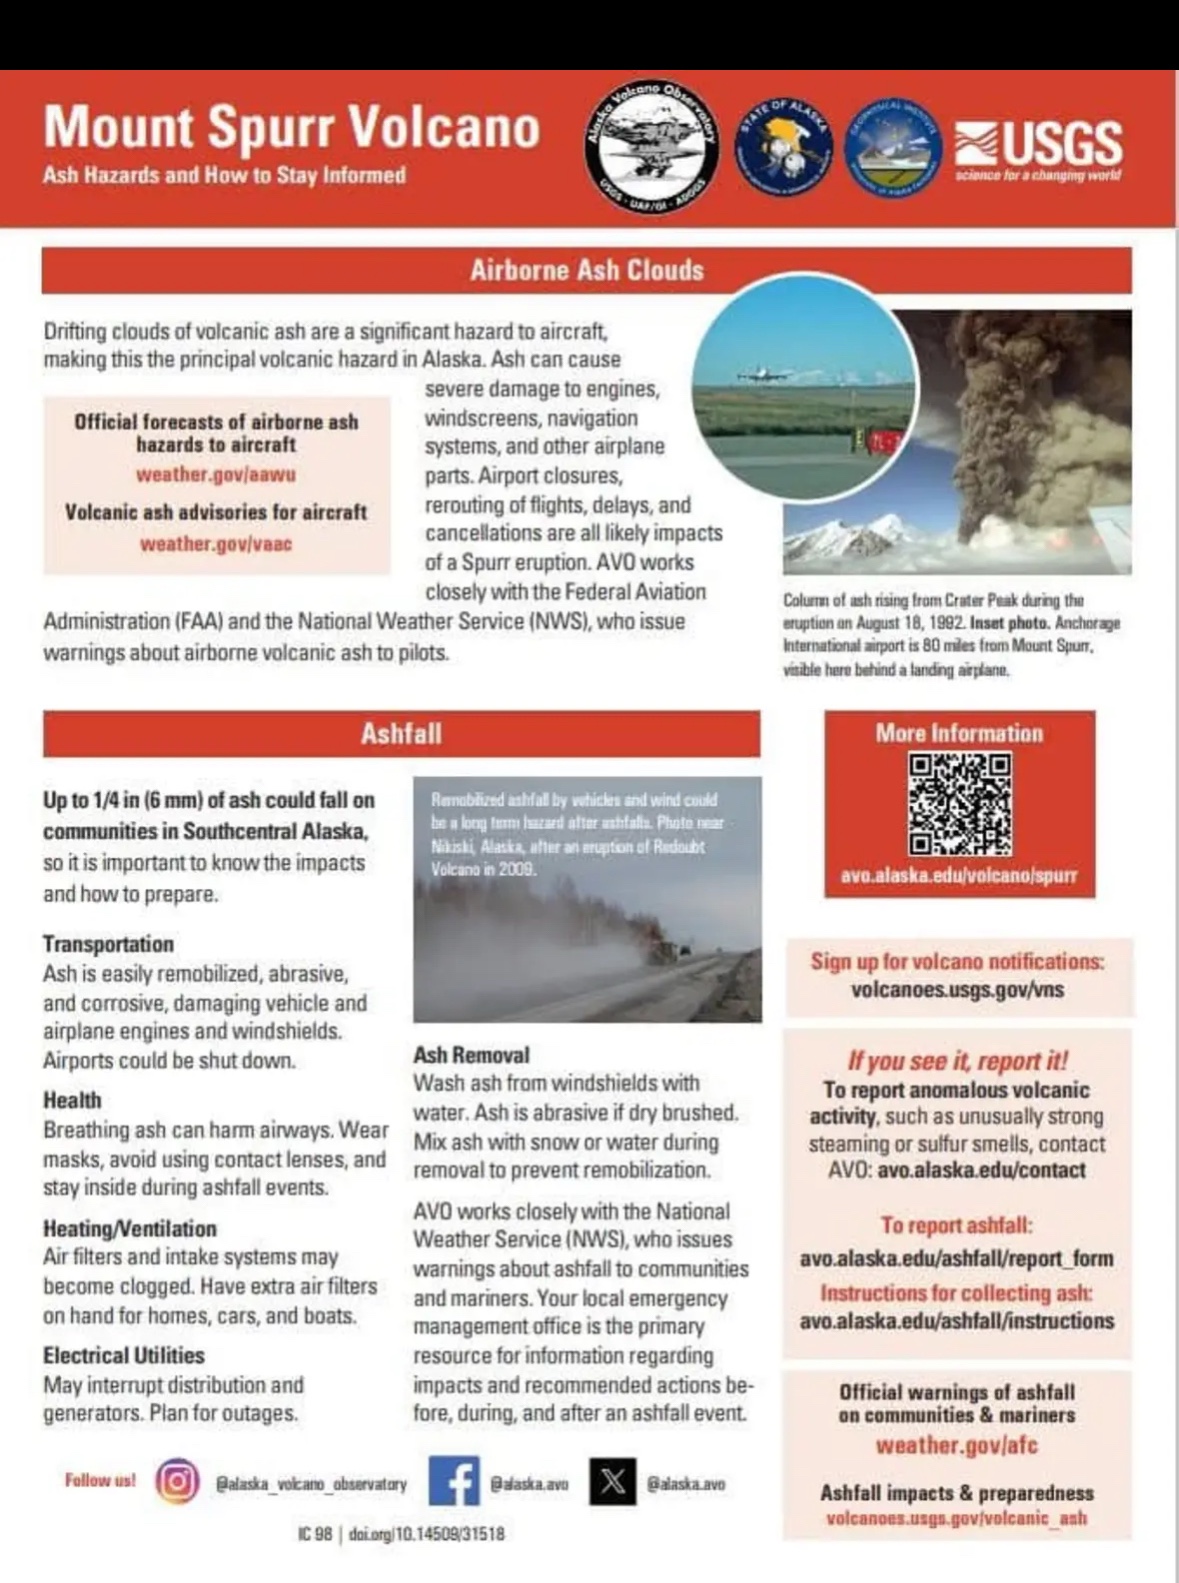 Mount Spurr Volcano
Ash Hazards and How to Stay Informed
Alaska Volcano Observatory
USGS · UAF/GI · ADGGS
STATE OF ALASKA
GEOPHYSICAL INSTITUTE
USGS
science for a changing world
Airborne Ash Clouds
Drifting clouds of volcanic ash are a significant hazard to aircraft,
making this the principal volcanic hazard in Alaska. Ash can cause
severe damage to engines,
windscreens, navigation
systems, and other airplane
parts. Airport closures,
rerouting of flights, delays, and
cancellations are all likely impacts
of a Spurr eruption. AVO works
closely with the Federal Aviation
Administration (FAA) and the National Weather Service (NWS), who issue
warnings about airborne volcanic ash to pilots.
Official forecasts of airborne ash
hazards to aircraft
weather.gov/aawu
Volcanic ash advisories for aircraft
weather.gov/vaac
Column of ash rising from Crater Peak during the
eruption on August 18, 1992. Inset photo. Anchorage
International airport is 80 miles from Mount Spurr,
visible here behind a landing airplane.
Ashfall
Up to 1/4 in (6 mm) of ash could fall on
communities in Southcentral Alaska,
so it is important to know the impacts
and how to prepare.
Transportation
Ash is easily remobilized, abrasive,
and corrosive, damaging vehicle and
airplane engines and windshields.
Airports could be shut down.
Health
Breathing ash can harm airways. Wear
masks, avoid using contact lenses, and
stay inside during ashfall events.
Heating/Ventilation
Air filters and intake systems may
become clogged. Have extra air filters
on hand for homes, cars, and boats.
Electrical Utilities
May interrupt distribution and
generators. Plan for outages.
Remobilized ashfall by vehicles and wind could
be a long term hazard after ashfalls. Photo near
Nikiski, Alaska, after an eruption of Redoubt
Volcano in 2009.
Ash Removal
Wash ash from windshields with
water. Ash is abrasive if dry brushed.
Mix ash with snow or water during
removal to prevent remobilization.
AVO works closely with the National
Weather Service (NWS), who issues
warnings about ashfall to communities
and mariners. Your local emergency
management office is the primary
resource for information regarding
impacts and recommended actions be-
fore, during, and after an ashfall event.
More Information
avo.alaska.edu/volcano/spurr
Sign up for volcano notifications:
volcanoes.usgs.gov/vns
If you see it, report it!
To report anomalous volcanic
activity, such as unusually strong
steaming or sulfur smells, contact
AVO: avo.alaska.edu/contact
To report ashfall:
avo.alaska.edu/ashfall/report_form
Instructions for collecting ash:
avo.alaska.edu/ashfall/instructions
Official warnings of ashfall
on communities & mariners
weather.gov/afc
Ashfall impacts & preparedness
volcanoes.usgs.gov/volcanic_ash
Follow us!
@alaska_volcano_observatory
@alaska.avo
@alaska.avo
IC 98 | doi.org/10.14509/31518